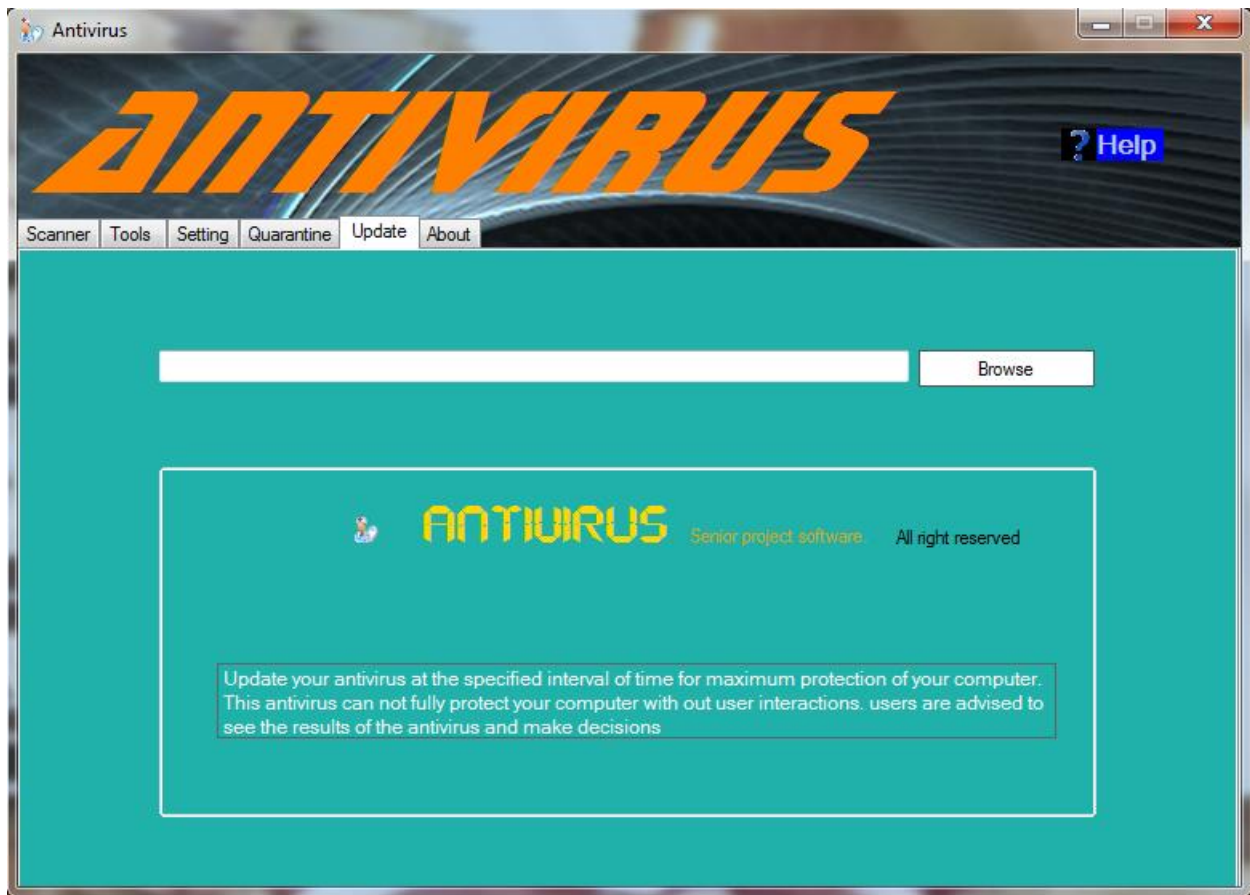 Antivirus
ANTIVIRUS
? Help
Scanner Tools Setting Quarantine Update About
Browse
ANTIVIRUS Senior project software. All right reserved
Update your antivirus at the specified interval of time for maximum protection of your computer.
This antivirus can not fully protect your computer with out user interactions. users are advised to
see the results of the antivirus and make decisions